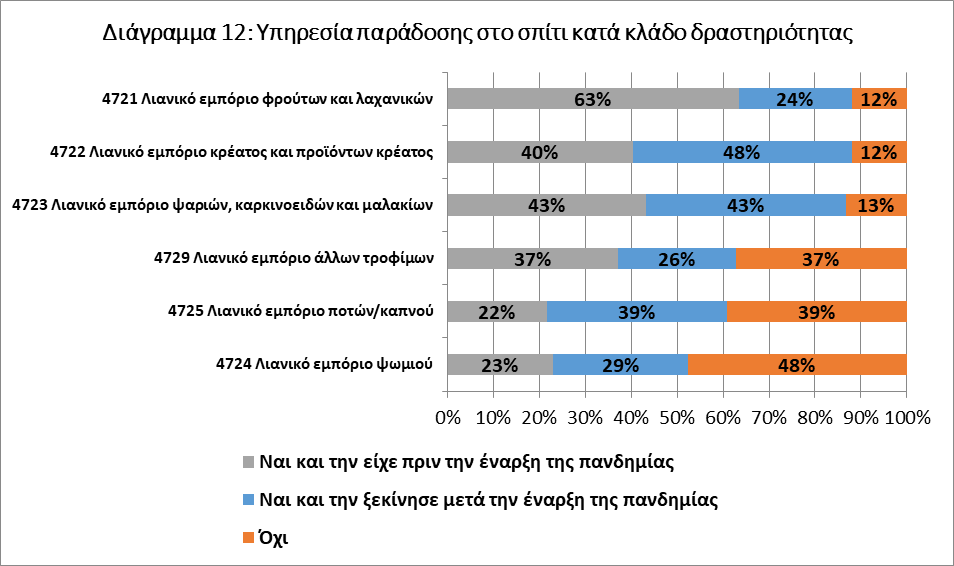 Διάγραμμα 12: Υπηρεσία παράδοσης στο σπίτι κατά κλάδο δραστηριότητας
4721 Λιανικό εμπόριο φρούτων και λαχανικών 63% 24% 12%
4722 Λιανικό εμπόριο κρέατος και προϊόντων κρέατος 40% 48% 12%
4723 Λιανικό εμπόριο ψαριών, καρκινοειδών και μαλακίων 43% 43% 13%
4729 Λιανικό εμπόριο άλλων τροφίμων 37% 26% 37%
4725 Λιανικό εμπόριο ποτών/καπνού 22% 39% 39%
4724 Λιανικό εμπόριο ψωμιού 23% 29% 48%
0% 10% 20% 30% 40% 50% 60% 70% 80% 90% 100%
Ναι και την είχε πριν την έναρξη της πανδημίας
Ναι και την ξεκίνησε μετά την έναρξη της πανδημίας
Όχι